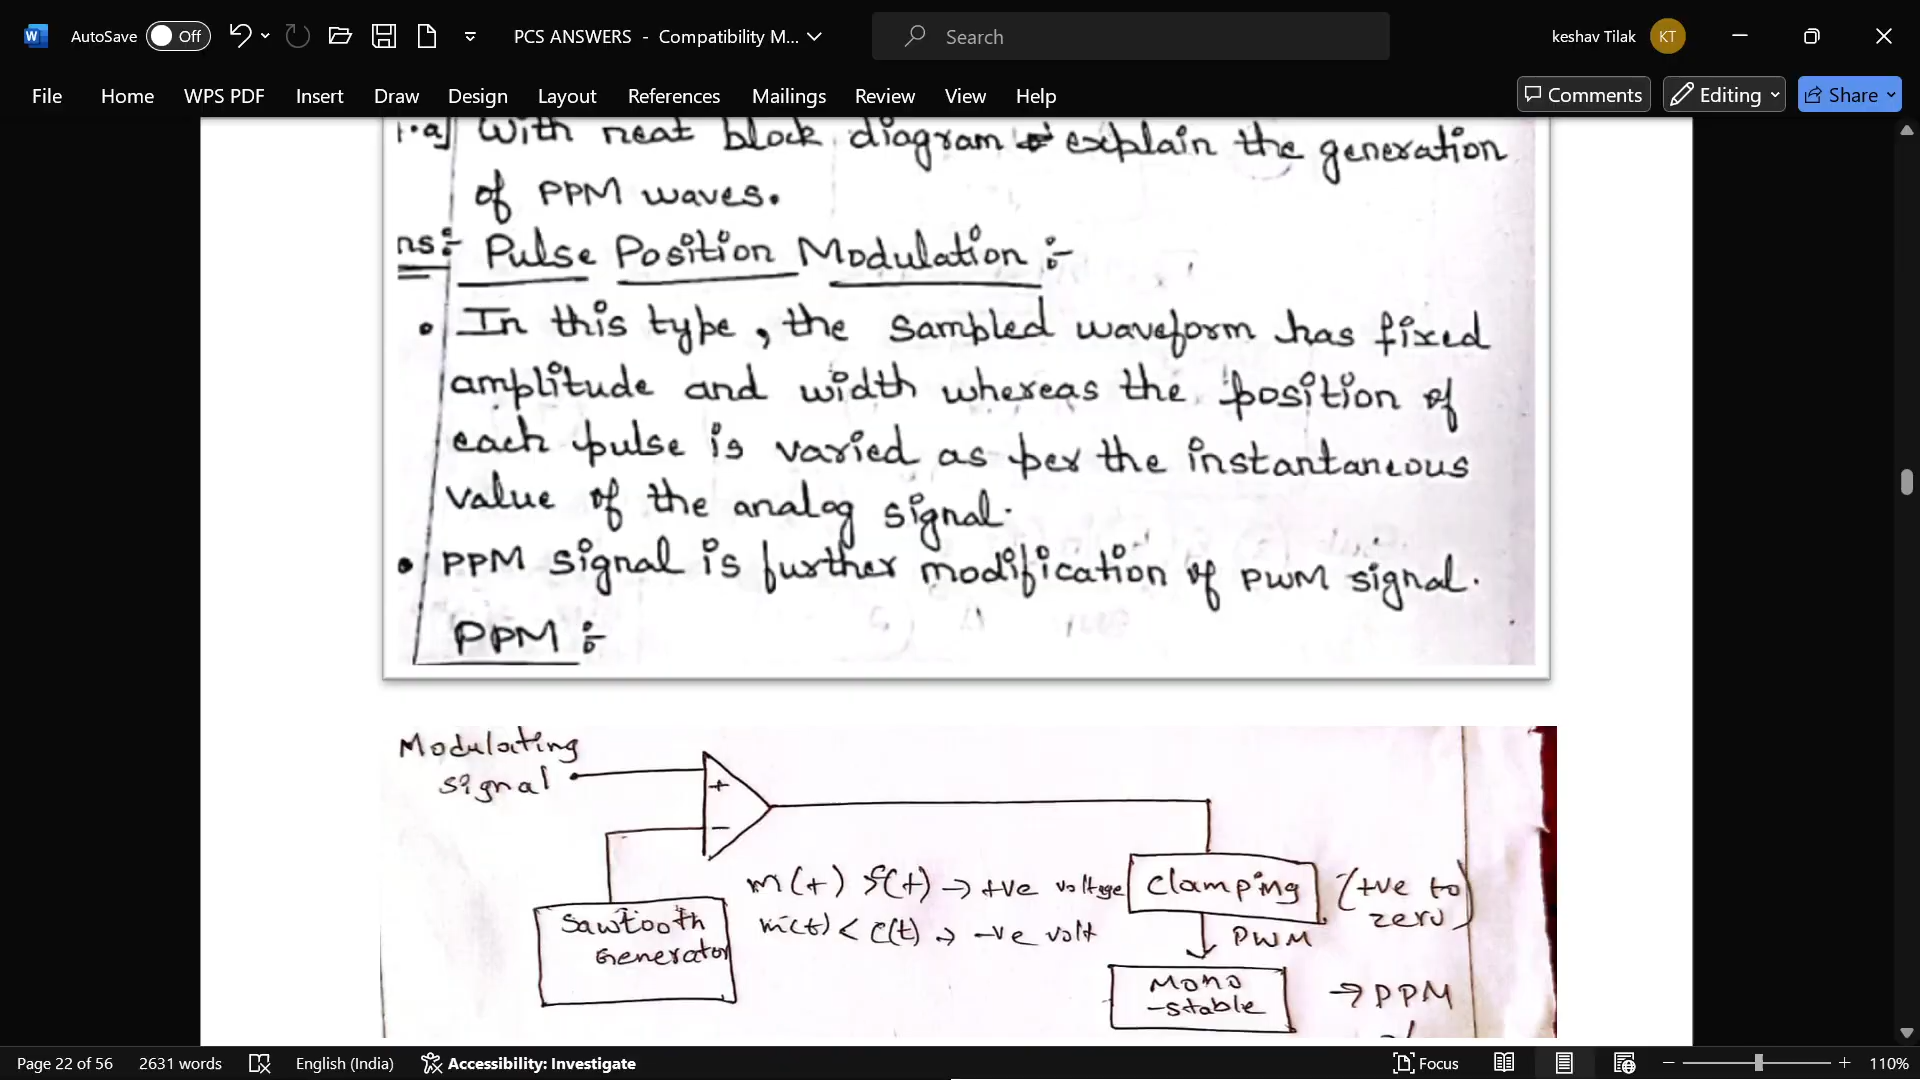 AutoSave Off PCS ANSWERS - Compatibility M... Search keshav Tilak KT
File Home WPS PDF Insert Draw Design Layout References Mailings Review View Help Comments Editing Share
1.a] With neat block diagram explain the generation
of PPM waves.
ns:- Pulse Position Modulation :-
• In this type, the sampled waveform has fixed
amplitude and width whereas the position of
each pulse is varied as per the instantaneous
value of the analog signal.
• PPM signal is further modification of PWM signal.
PPM :-
Modulating
signal
+
-
Sawtooth
Generator
m(t) > c(t) → +ve voltage
m(t) < c(t) → -ve volt
clamping
(+ve to
zero)
PWM
Mono
-stable
→ PPM
Page 22 of 56 2631 words English (India) Accessibility: Investigate Focus 110%